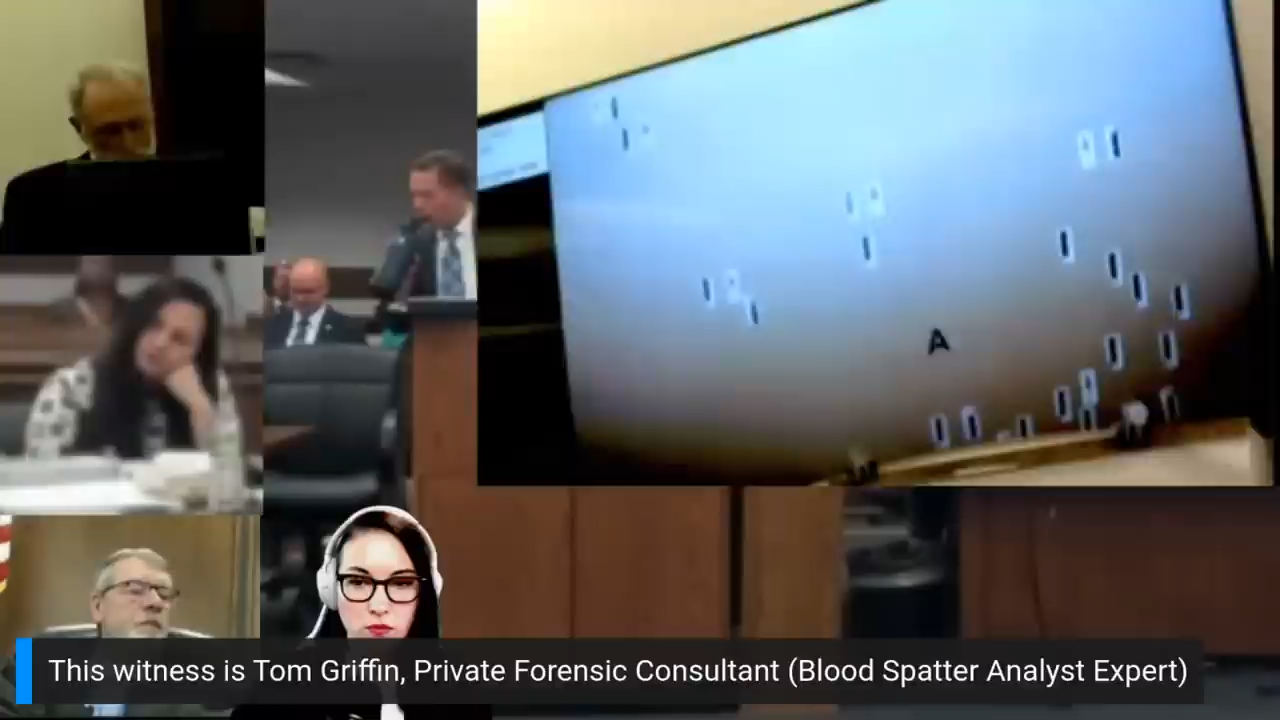 A
This witness is Tom Griffin, Private Forensic Consultant (Blood Spatter Analyst Expert)